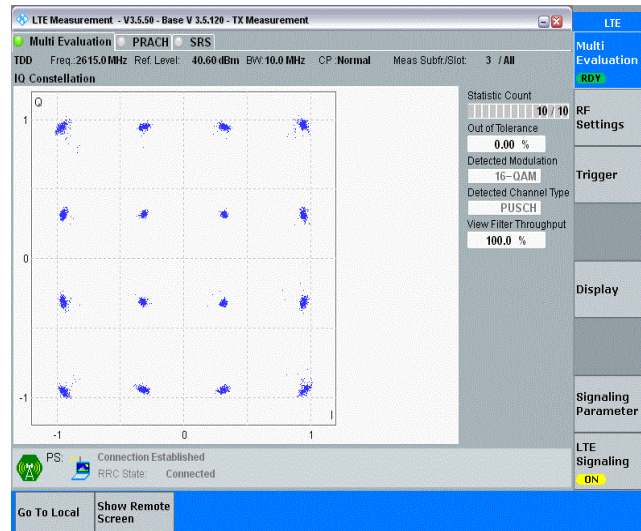 LTE Measurement - V3.5.50 - Base V 3.5.120 - TX Measurement
LTE
Multi Evaluation PRACH SRS
Multi
Evaluation
RDY
TDD Freq.:2615.0 MHz Ref. Level: 40.60 dBm BW:10.0 MHz CP :Normal Meas Subfr./Slot: 3 / All
IQ Constellation
Q
1
0
-1
-1 0 1
I
Statistic Count
10 / 10
Out of Tolerance
0.00 %
Detected Modulation
16-QAM
Detected Channel Type
PUSCH
View Filter Throughput
100.0 %
RF
Settings
Trigger
Display
Signaling
Parameter
LTE
Signaling
ON
PS: Connection Established
RRC State: Connected
Go To Local
Show Remote
Screen